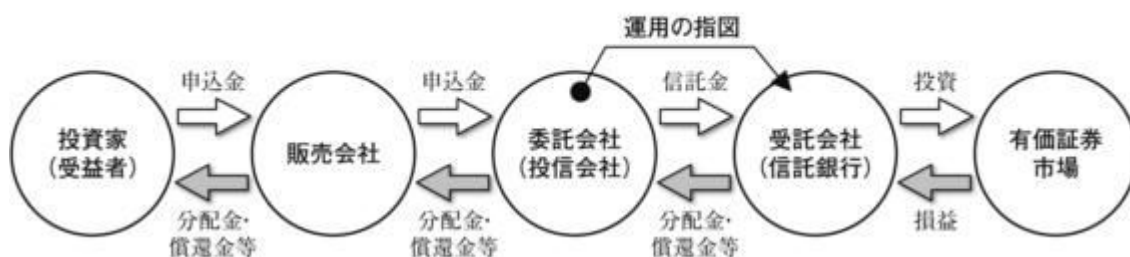 運用の指図
申込金
申込金
信託金
投資
投資家
(受益者)
販売会社
委託会社
(投信会社)
受託会社
(信託銀行)
有価証券
市場
分配金・
償還金等
分配金・
償還金等
分配金・
償還金等
損益